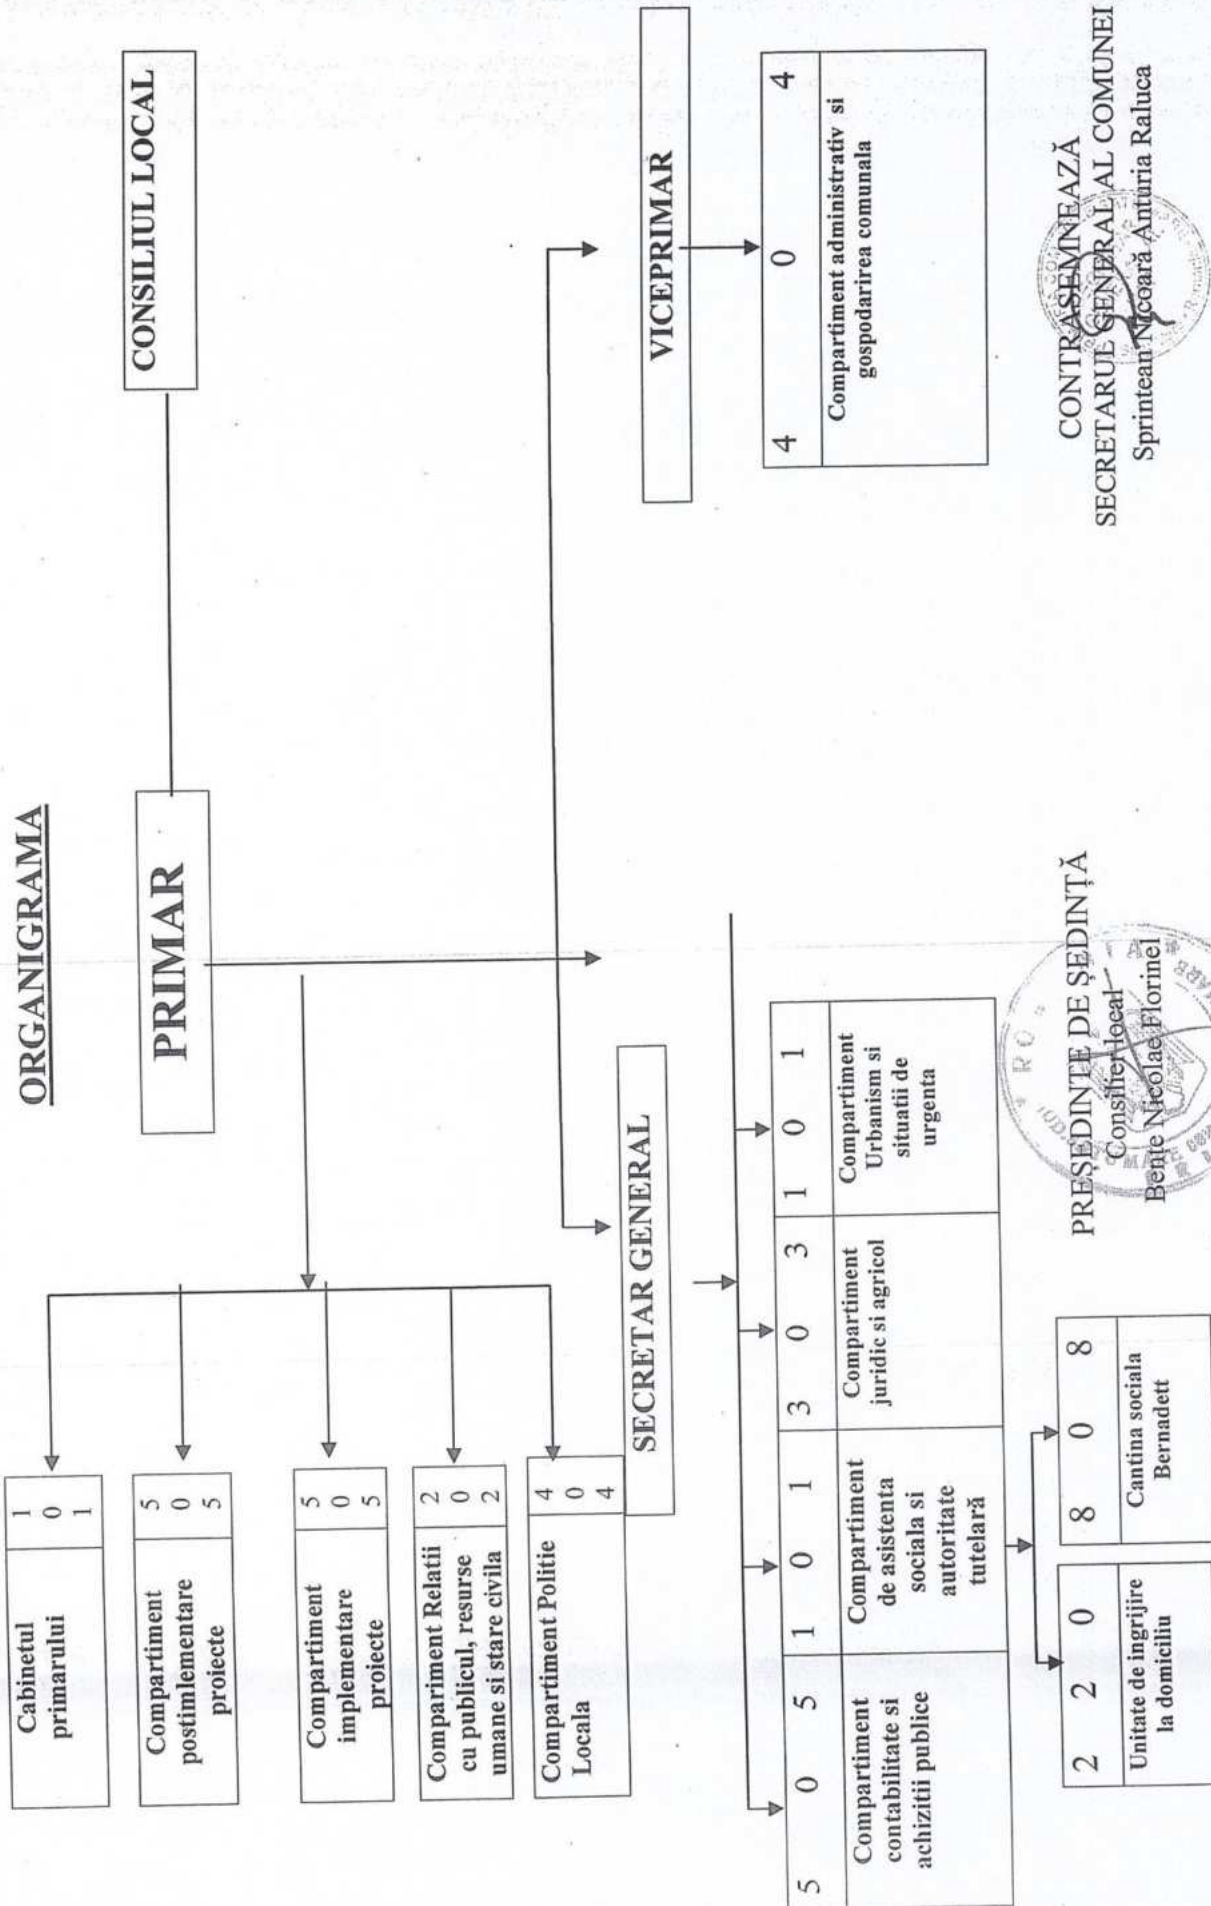 ORGANIGRAMA
CONSILIUL LOCAL
PRIMAR
Cabinetul
primarului
1
0
1
Compartiment
postimlementare
proiecte
5
0
5
Compartiment
implementare
proiecte
5
0
5
Compariment Relatii
cu publicul, resurse
umane si stare civila
2
0
2
Compartiment Politie
Locala
4
0
4
SECRETAR GENERAL
VICEPRIMAR
5 0 5
Compartiment
contabilitate si
achizitii publice
1 0 1
Compartiment
de asistenta
sociala si
autoritate
tutelară
3 0 3
Compartiment
juridic si agricol
1 0 1
Compartiment
Urbanism si
situatii de
urgenta
4 0 4
Compartiment administrativ si
gospodarirea comunala
2 2 0
Unitate de ingrijire
la domiciliu
8 0 8
Cantina sociala
Bernadett
PREȘEDINTE DE ȘEDINȚĂ
Consilier local
Bente Nicolae Florinel
CONTRASEMNEAZĂ
SECRETARUL GENERAL AL COMUNEI
Sprintean Nicoară Anturia Raluca